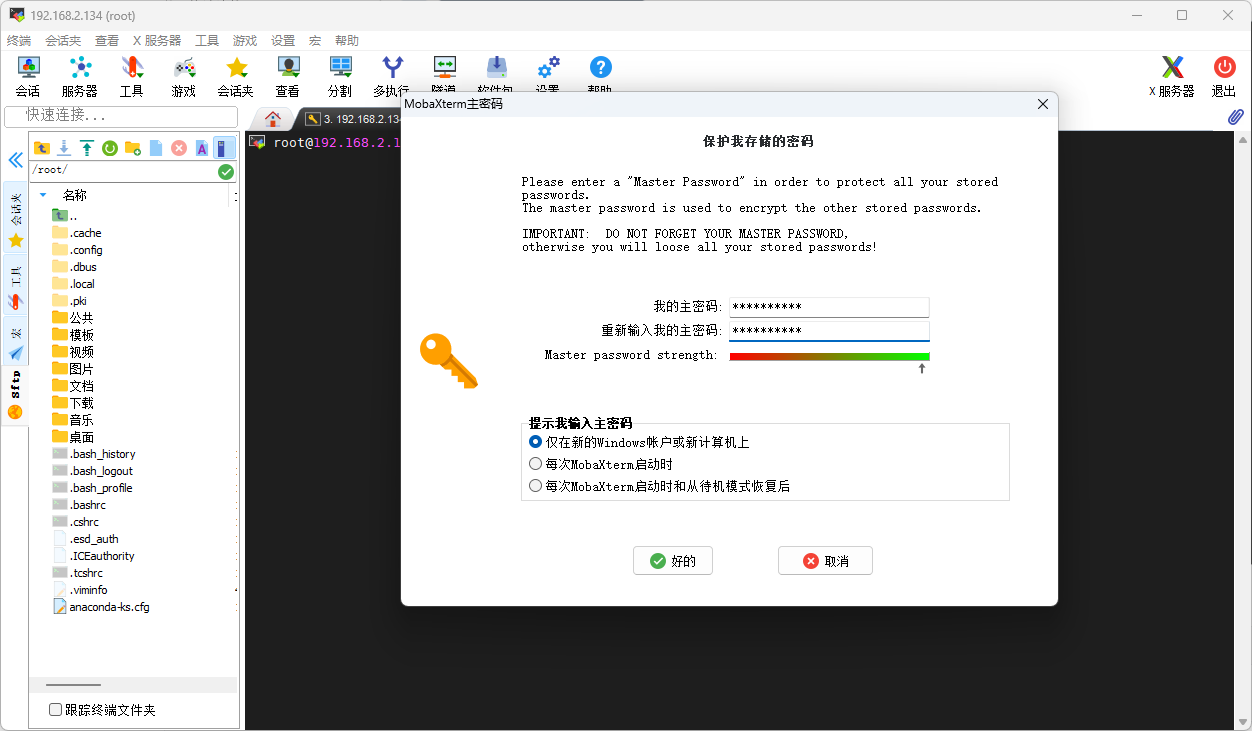 192.168.2.134 (root)
终端 会话夹 查看 X 服务器 工具 游戏 设置 宏 帮助
会话 服务器 工具 游戏 会话夹 查看 分割 多执行 隧道 软件包 设置 帮助 X 服务器 退出
快速连接...
3. 192.168.2.134
/root/
root@192.168.2.1
名称
..
.cache
.config
.dbus
.local
.pki
公共
模板
视频
图片
文档
下载
音乐
桌面
.bash_history
.bash_logout
.bash_profile
.bashrc
.cshrc
.esd_auth
.ICEauthority
.tcshrc
.viminfo
anaconda-ks.cfg
跟踪终端文件夹
会话夹
工具
宏
Sftp
MobaXterm主密码
保护我存储的密码
Please enter a "Master Password" in order to protect all your stored
passwords.
The master password is used to encrypt the other stored passwords.
IMPORTANT: DO NOT FORGET YOUR MASTER PASSWORD,
otherwise you will loose all your stored passwords!
我的主密码: **********
重新输入我的主密码: **********
Master password strength:
提示我输入主密码
仅在新的Windows帐户或新计算机上
每次MobaXterm启动时
每次MobaXterm启动时和从待机模式恢复后
好的 取消